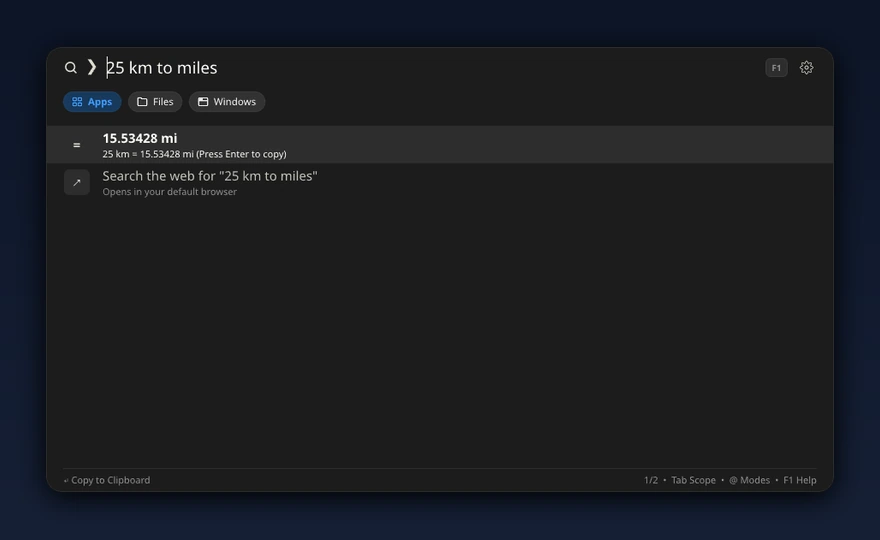 ❯ 25 km to miles F1
Apps Files Windows
= 15.53428 mi
25 km = 15.53428 mi (Press Enter to copy)
Search the web for "25 km to miles"
Opens in your default browser
↵ Copy to Clipboard 1/2 • Tab Scope • @ Modes • F1 Help